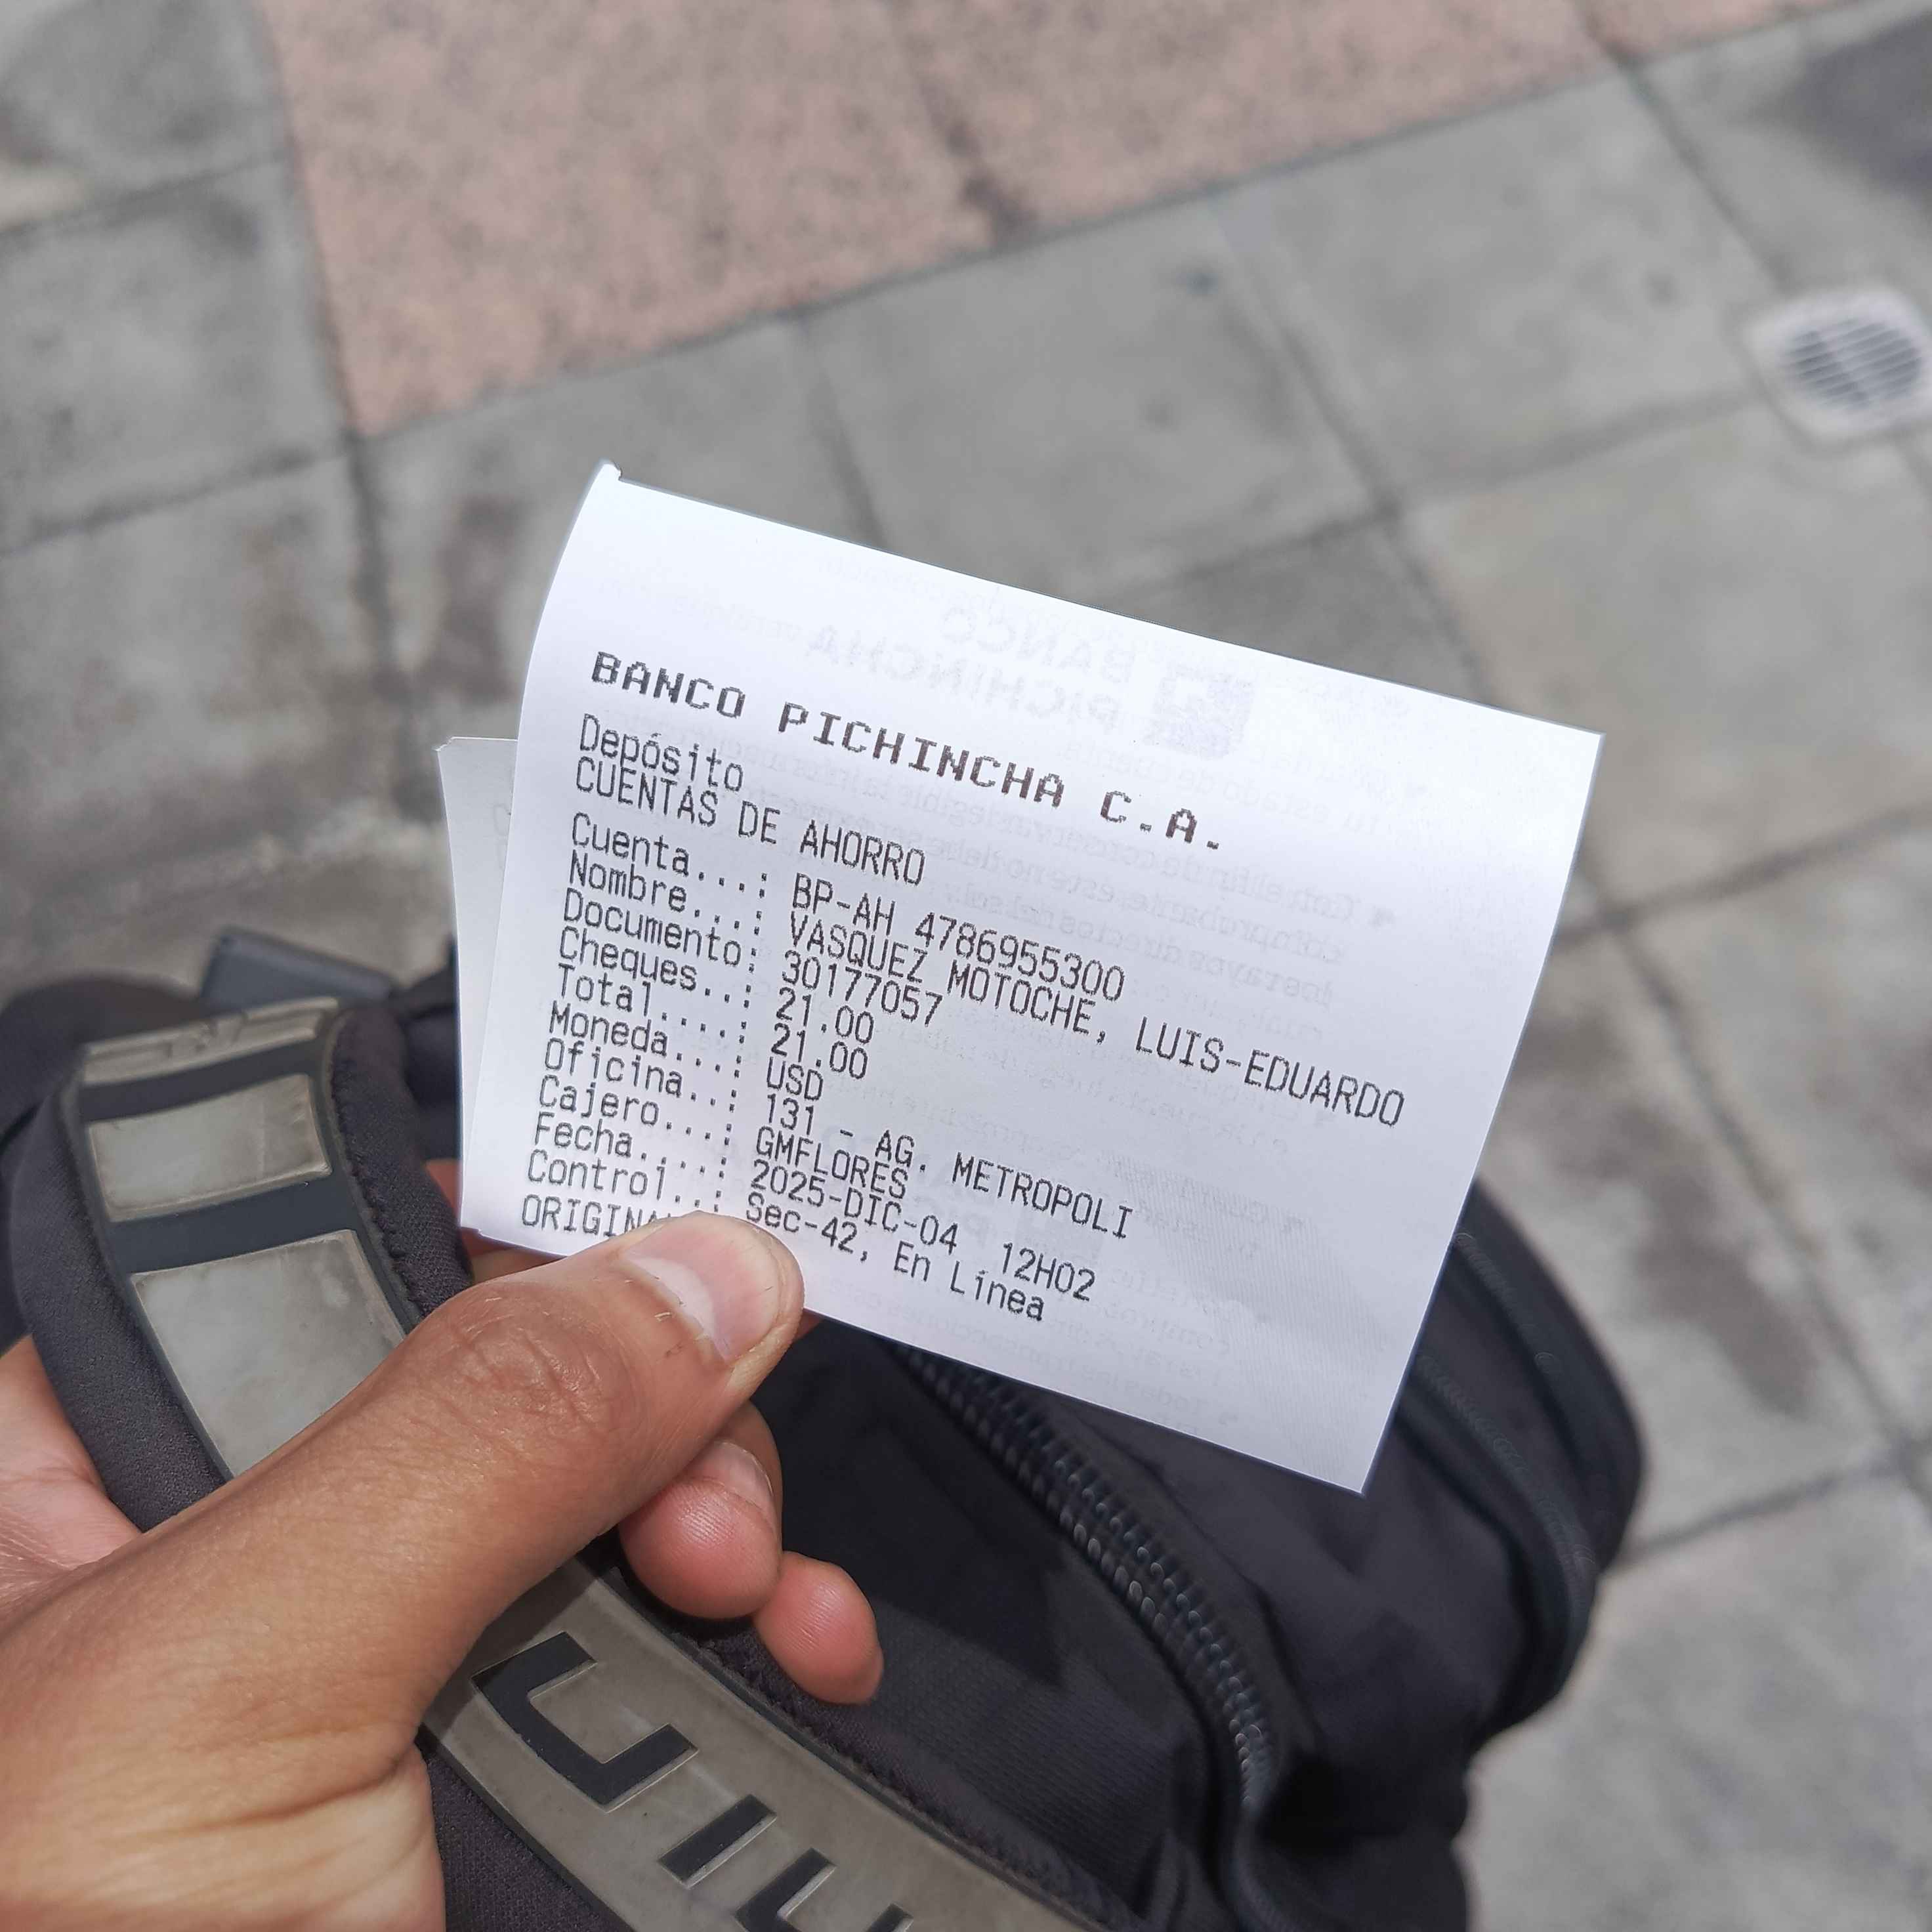 BANCO PICHINCHA C.A.
Depósito
CUENTAS DE AHORRO
Cuenta...: BP-AH 4786955300
Nombre...: VASQUEZ MOTOCHE, LUIS-EDUARDO
Documento: 30177057
Cheques..: 21.00
Total....: 21.00
Moneda...: USD
Oficina..: 131 - AG. METROPOLI
Cajero...: GMFLORES
Fecha....: 2025-DIC-04 12H02
Control..: Sec-42, En Línea
BANCO
PICHINCHA